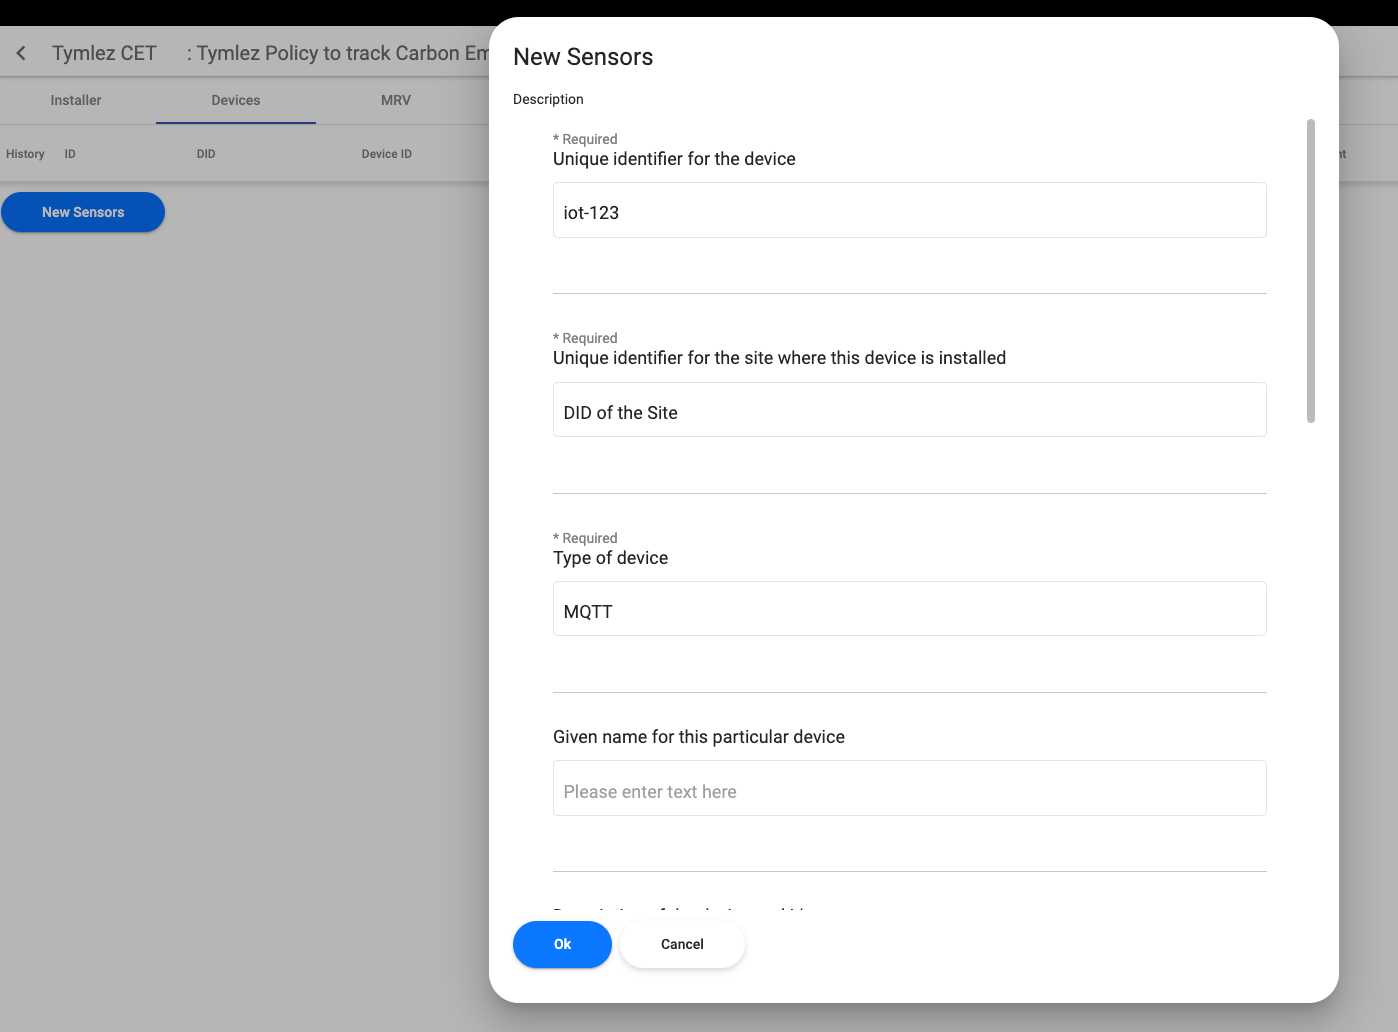 Tymlez CET : Tymlez Policy to track Carbon Em
Installer Devices MRV
History ID DID Device ID
New Sensors
New Sensors
Description
* Required
Unique identifier for the device
iot-123
* Required
Unique identifier for the site where this device is installed
DID of the Site
* Required
Type of device
MQTT
Given name for this particular device
Please enter text here
Ok Cancel